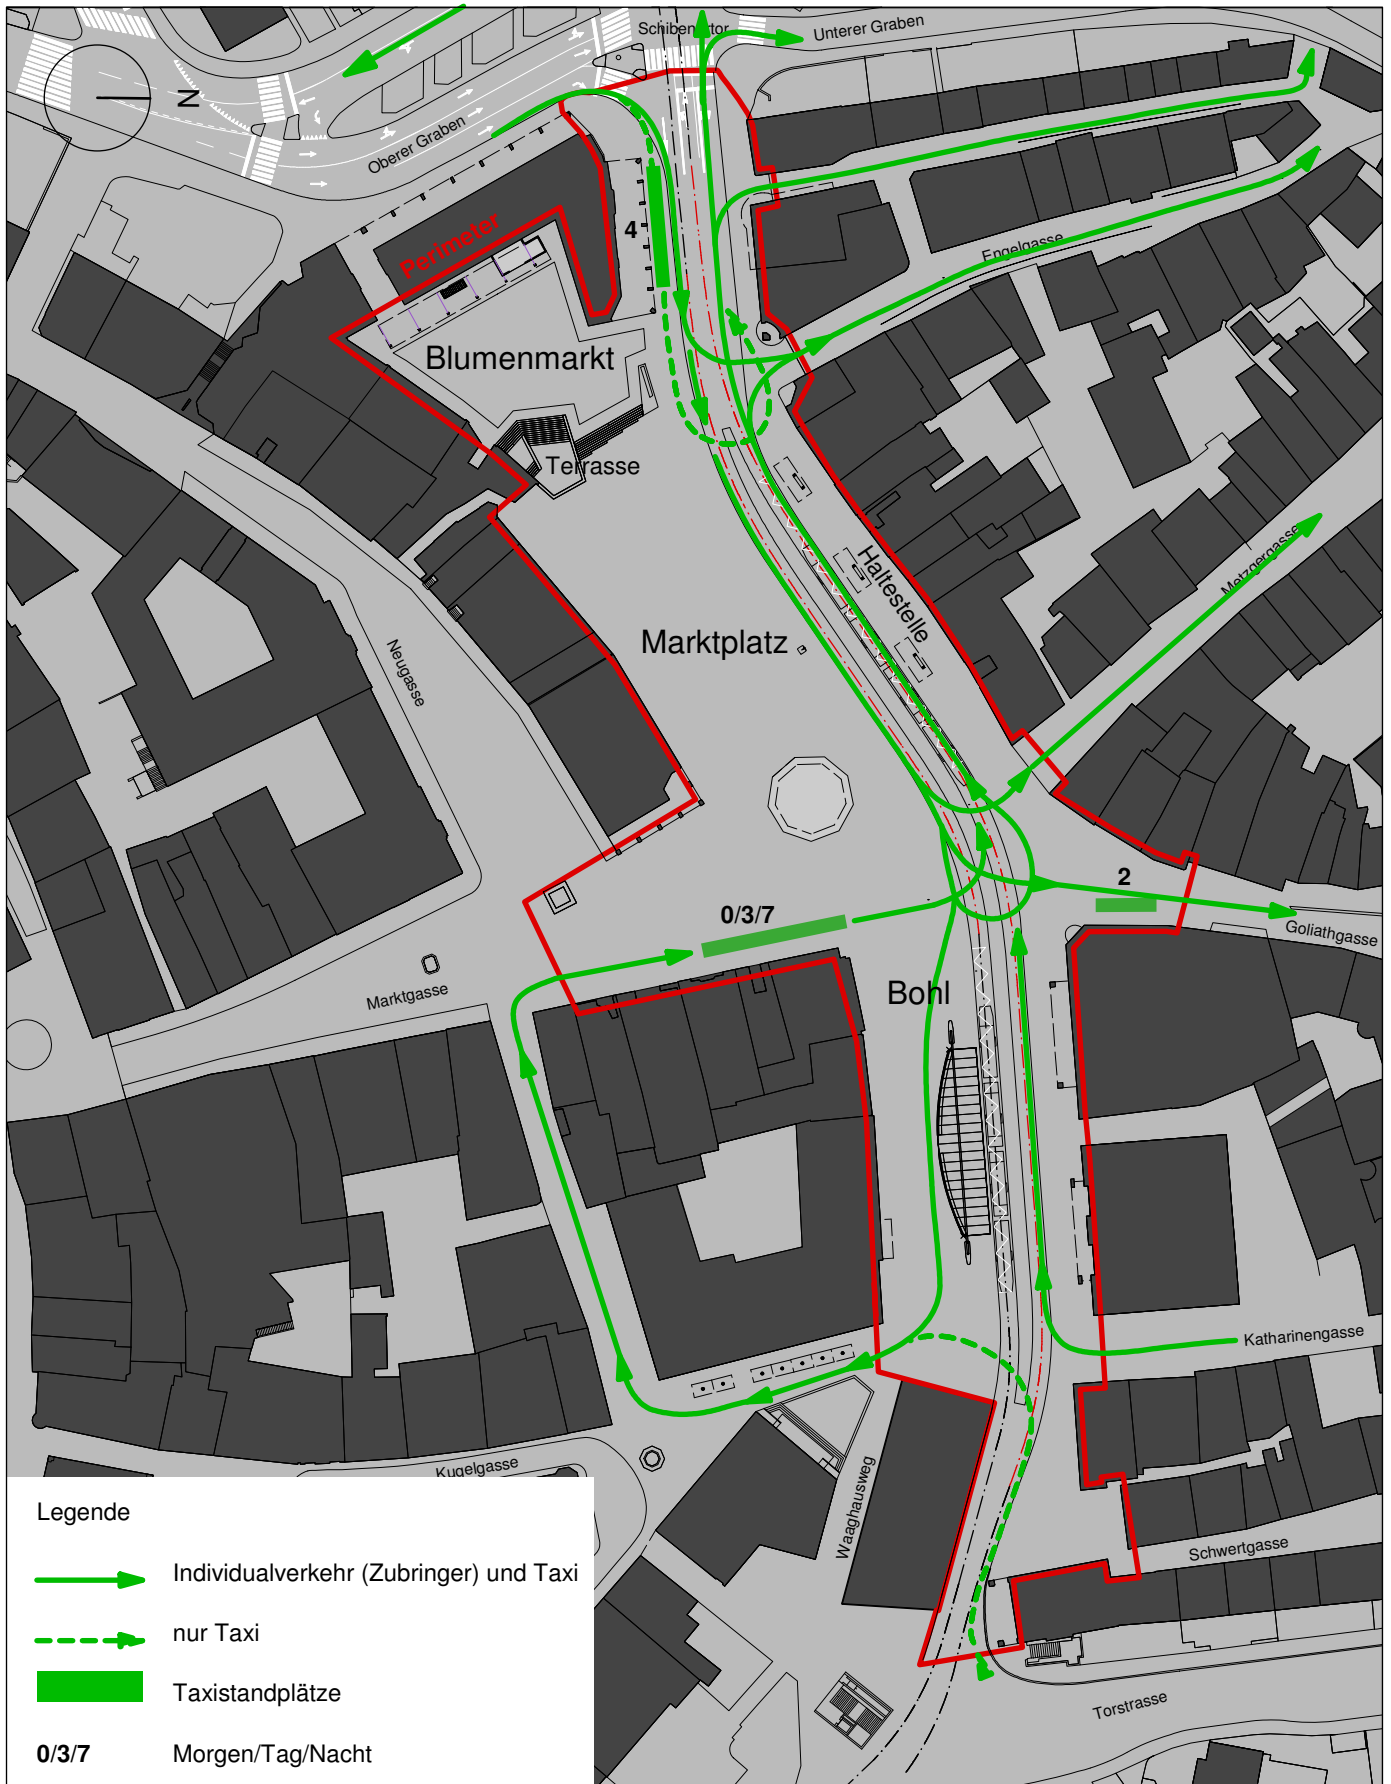 Schibenertor
Unterer Graben
N
Oberer Graben
4
Perimeter
Engelgasse
Blumenmarkt
Terrasse
Haltestelle
Metzgergasse
Marktplatz
Neugasse
2
0/3/7
Goliathgasse
Marktgasse
Bohl
Katharinengasse
Kugelgasse
Waaghausweg
Schwertgasse
Torstrasse
Legende
Individualverkehr (Zubringer) und Taxi
nur Taxi
Taxistandplätze
0/3/7 Morgen/Tag/Nacht